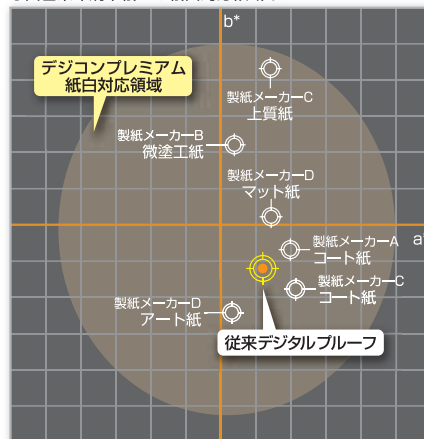 b*
デジコンプレミアム
紙白対応領域
製紙メーカーC
上質紙
製紙メーカーB
微塗工紙
製紙メーカーD
マット紙
a*
製紙メーカーA
コート紙
製紙メーカーC
コート紙
製紙メーカーD
アート紙
従来デジタルプルーフ